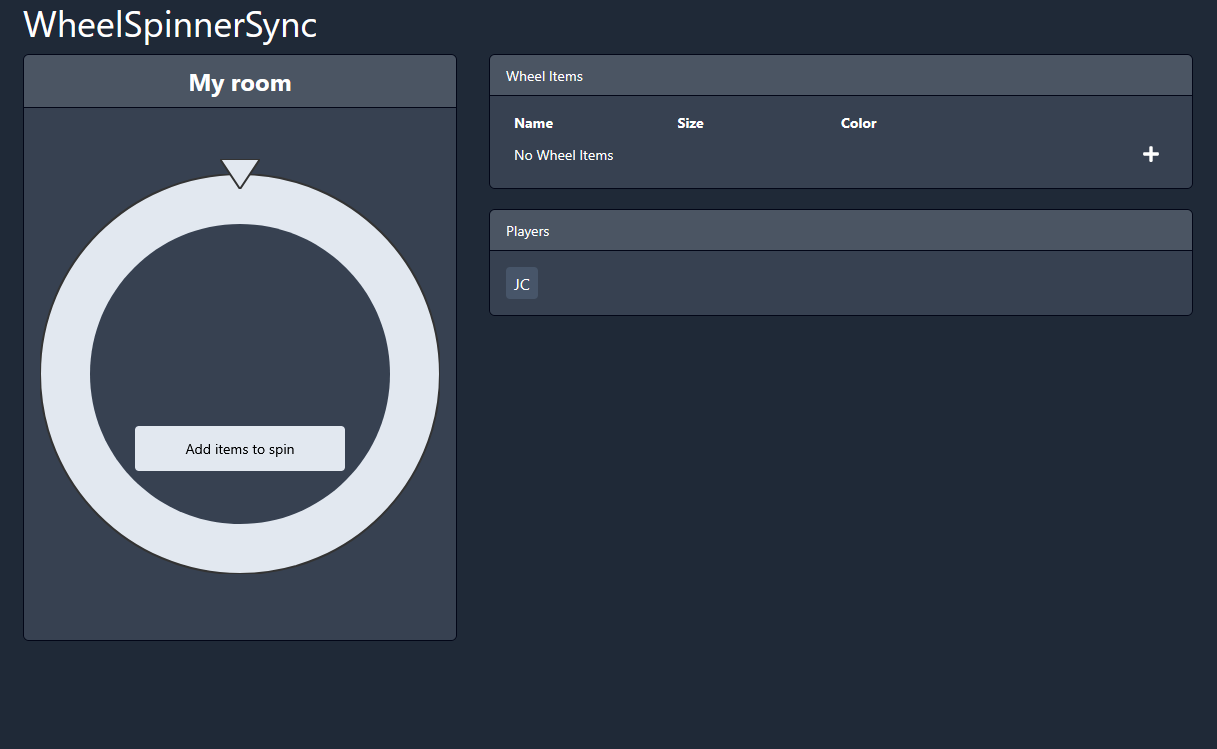 WheelSpinnerSync
My room
Add items to spin
Wheel Items
Name Size Color
No Wheel Items
Players
JC